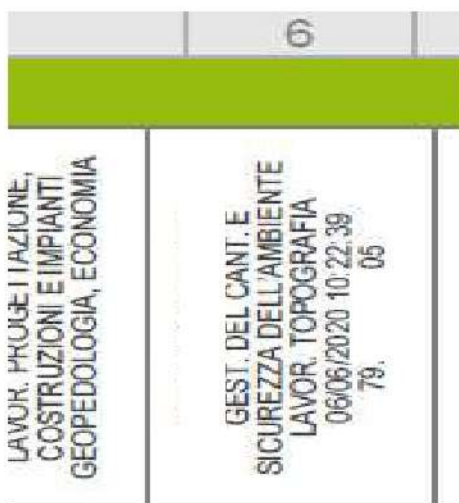 6
LAVOR. PROGETTAZIONE,
COSTRUZIONI E IMPIANTI
GEOPEDOLOGIA, ECONOMIA
GEST. DEL CANT. E
SICUREZZA DELL'AMBIENTE
LAVOR. TOPOGRAFIA
06/06/2020 10:22:39
79. 05